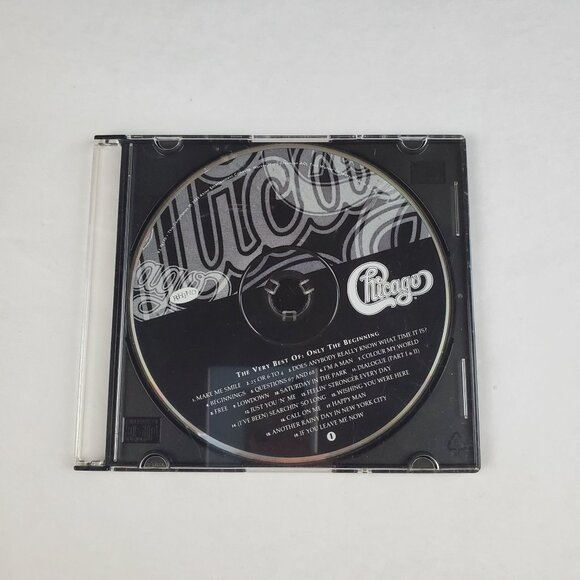 Chicago
RHINO
THE VERY BEST OF: ONLY THE BEGINNING
1. MAKE ME SMILE 2. 25 OR 6 TO 4 3. DOES ANYBODY REALLY KNOW WHAT TIME IT IS?
4. BEGINNINGS 5. QUESTIONS 67 AND 68 6. I'M A MAN 7. COLOUR MY WORLD
8. FREE 9. LOWDOWN 10. SATURDAY IN THE PARK 11. DIALOGUE (PART I & II)
12. JUST YOU 'N' ME 13. FEELIN' STRONGER EVERY DAY
14. (I'VE BEEN) SEARCHIN' SO LONG 15. WISHING YOU WERE HERE
16. CALL ON ME 17. HAPPY MAN
18. ANOTHER RAINY DAY IN NEW YORK CITY
19. IF YOU LEAVE ME NOW
1